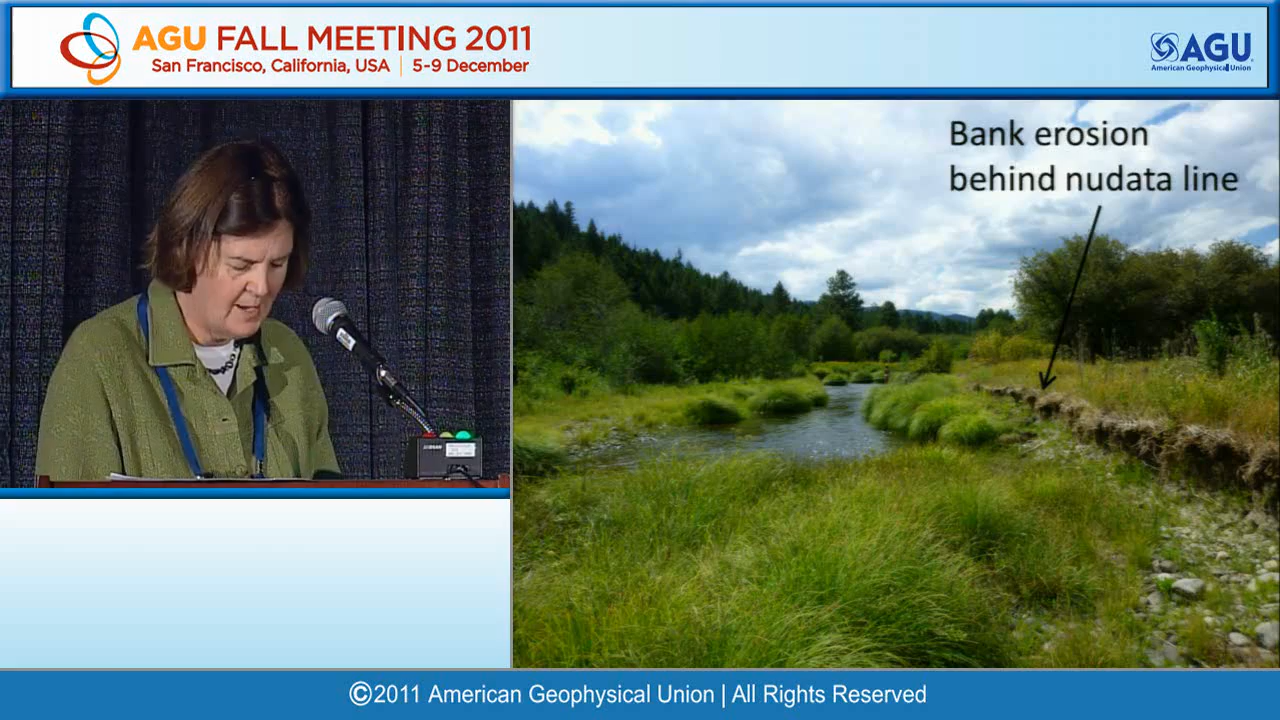 AGU FALL MEETING 2011
San Francisco, California, USA | 5-9 December
AGU
American Geophysical Union
Bank erosion
behind nudata line
©2011 American Geophysical Union | All Rights Reserved